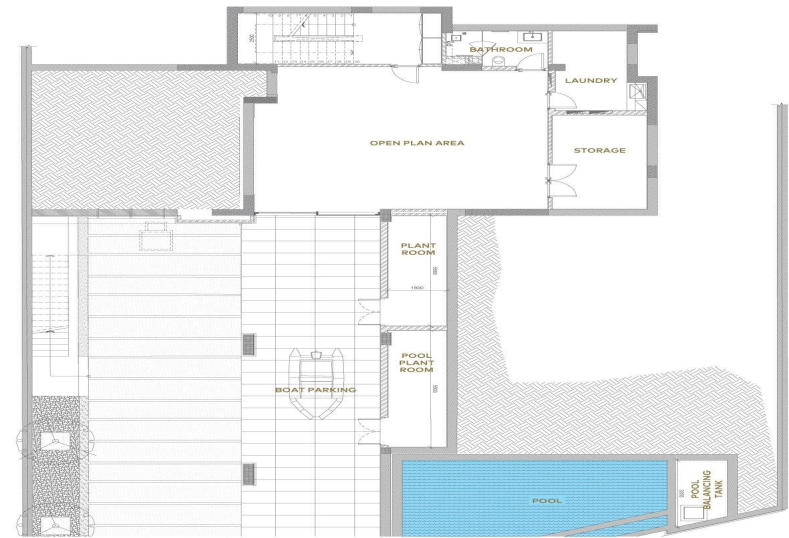 BATHROOM
LAUNDRY
OPEN PLAN AREA
STORAGE
PLANT
ROOM
1800
POOL
PLANT
ROOM
BOAT PARKING
POOL
POOL
BALANCING
TANK